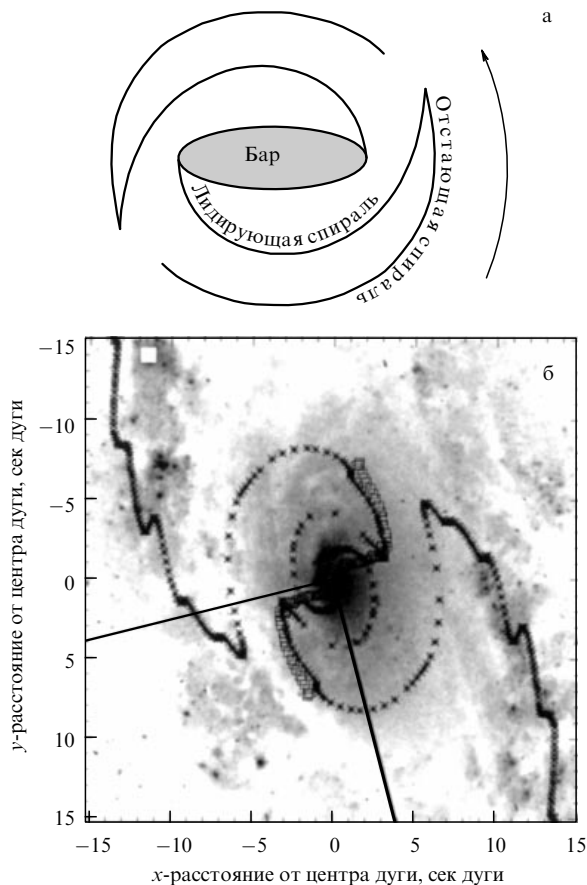 а
Бар
Лидирующая спираль
Отстающая спираль
б
−15
−10
−5
0
5
10
15
y-расстояние от центра дуги, сек дуги
−15
−10
−5
0
5
10
15
x-расстояние от центра дуги, сек дуги